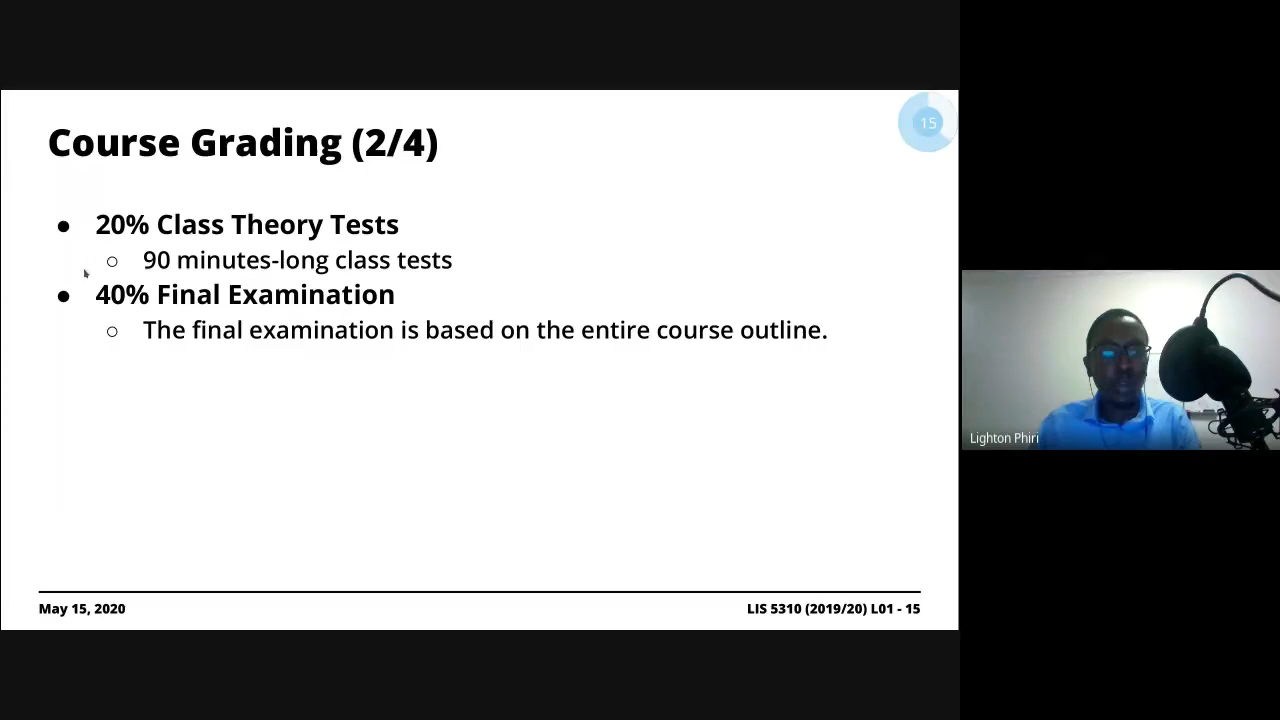 Course Grading (2/4)
15
● 20% Class Theory Tests
○ 90 minutes-long class tests
● 40% Final Examination
○ The final examination is based on the entire course outline.
May 15, 2020
LIS 5310 (2019/20) L01 - 15
Lighton Phiri